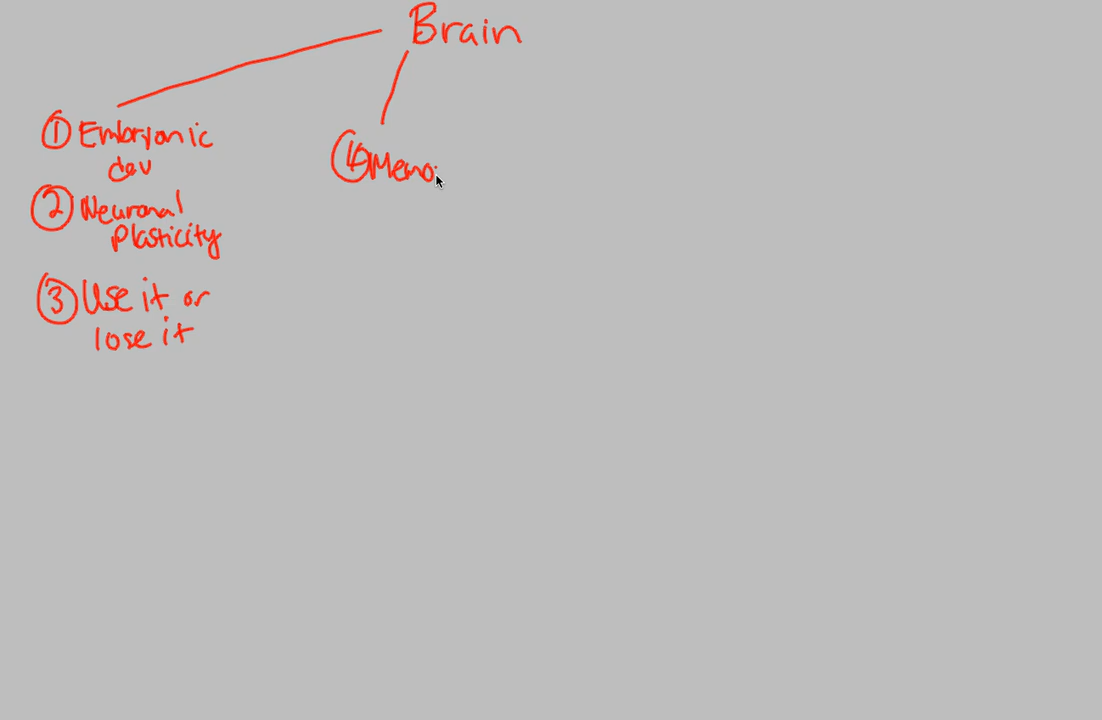 Brain
① Embryonic
dev
② Neuronal
Plasticity
③ Use it or
lose it
④ Memo